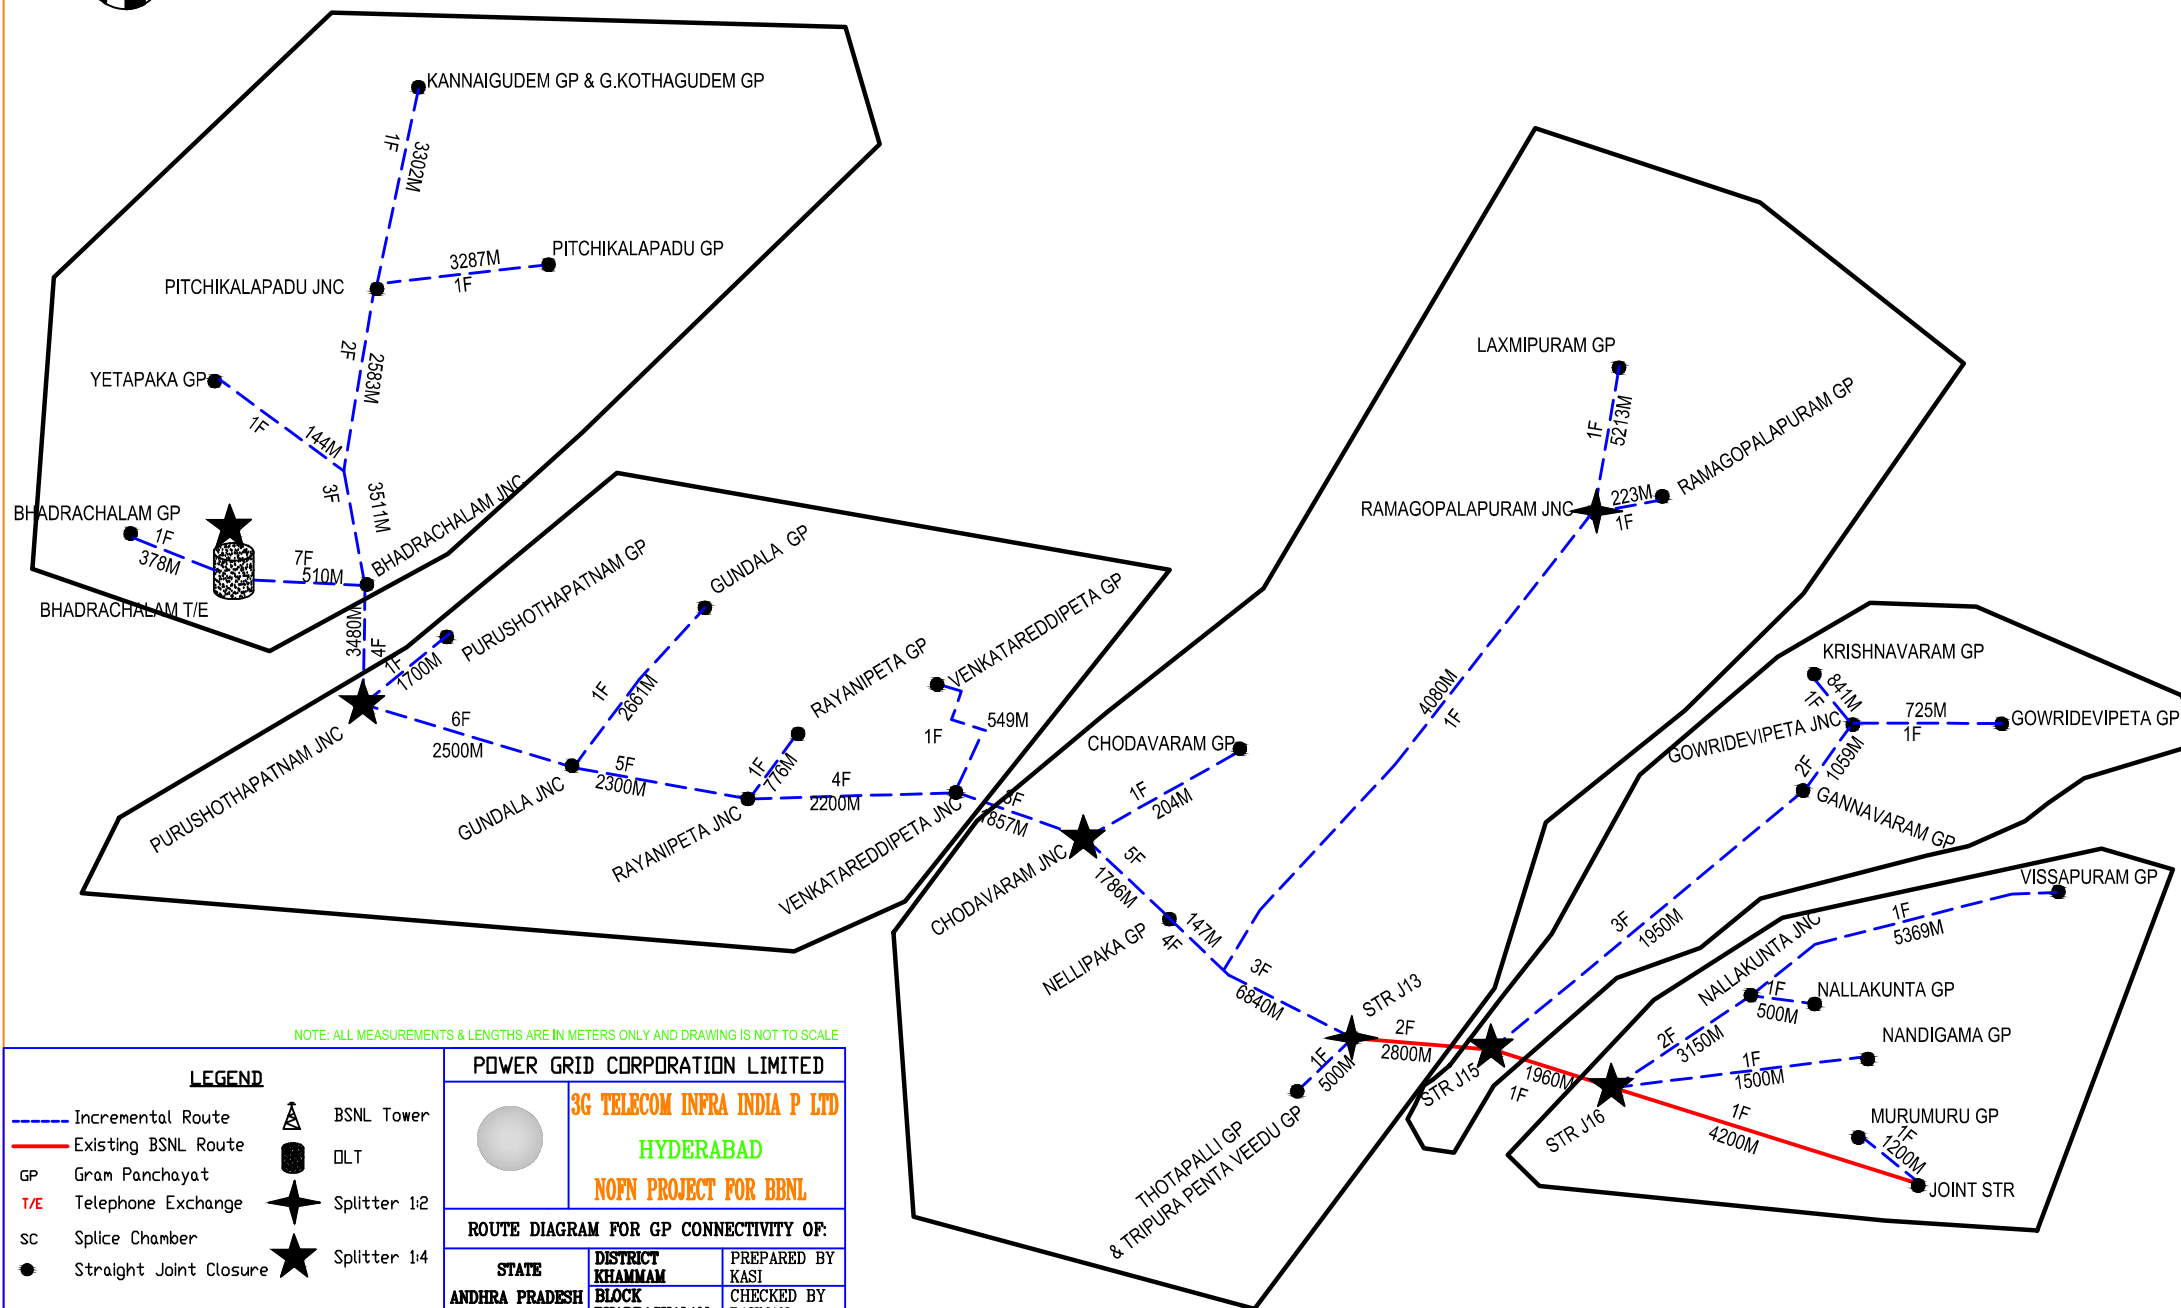 KANNAIGUDEM GP & G.KOTHAGUDEM GP
1F
3302M
PITCHIKALAPADU GP
3287M
1F
PITCHIKALAPADU JNC
2F
2583M
YETAPAKA GP
1F
144M
3F
3511M
BHADRACHALAM JNC
BHADRACHALAM GP
1F
378M
7F
510M
BHADRACHALAM T/E
3480M
4F
1F
1700M
PURUSHOTHAPATNAM GP
PURUSHOTHAPATNAM JNC
6F
2500M
GUNDALA GP
1F
2661M
GUNDALA JNC
5F
2300M
RAYANIPETA GP
1F
776M
RAYANIPETA JNC
4F
2200M
VENKATAREDDIPETA GP
549M
1F
VENKATAREDDIPETA JNC
CHODAVARAM GP
1F
204M
CHODAVARAM JNC
5F
1786M
NELLIPAKA GP
147M
4F
3F
6840M
LAXMIPURAM GP
1F
5213M
RAMAGOPALAPURAM GP
RAMAGOPALAPURAM JNC
223M
1F
4080M
1F
STR J13
1F
500M
THOTAPALLI GP
& TRIPURA PENTA VEEDU GP
2F
2800M
STR J15
1960M
1F
STR J16
KRISHNAVARAM GP
841M
1F
GOWRIDEVIPETA JNC
725M
1F
GOWRIDEVIPETA GP
2F
1059M
GANNAVARAM GP
3F
1950M
VISSAPURAM GP
1F
5369M
NALLAKUNTA JNC
1F
500M
NALLAKUNTA GP
2F
3150M
NANDIGAMA GP
1F
1500M
MURUMURU GP
1F
1200M
1F
4200M
JOINT STR
NOTE: ALL MEASUREMENTS & LENGTHS ARE IN METERS ONLY AND DRAWING IS NOT TO SCALE
LEGEND
Incremental Route
Existing BSNL Route
GP Gram Panchayat
T/E Telephone Exchange
SC Splice Chamber
Straight Joint Closure
BSNL Tower
OLT
Splitter 1:2
Splitter 1:4
POWER GRID CORPORATION LIMITED
3G TELECOM INFRA INDIA P LTD
HYDERABAD
NOFN PROJECT FOR BBNL
ROUTE DIAGRAM FOR GP CONNECTIVITY OF:
STATE
ANDHRA PRADESH
DISTRICT
KHAMMAM
BLOCK
PREPARED BY
KASI
CHECKED BY